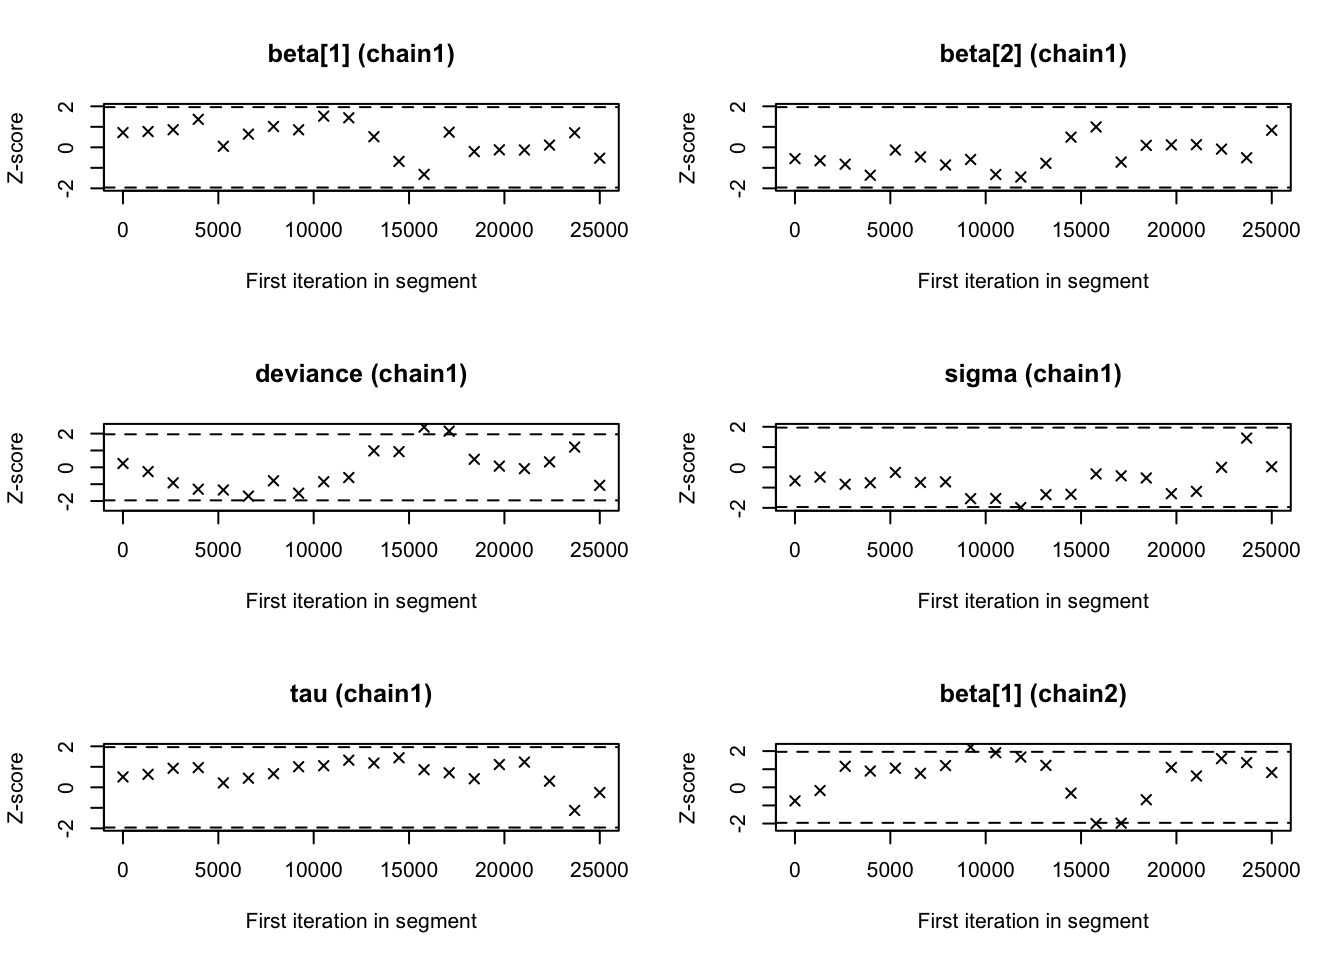 beta[1] (chain1)
Z-score
2
0
-2
0 5000 10000 15000 20000 25000
First iteration in segment
beta[2] (chain1)
Z-score
2
0
-2
0 5000 10000 15000 20000 25000
First iteration in segment
deviance (chain1)
Z-score
2
0
-2
0 5000 10000 15000 20000 25000
First iteration in segment
sigma (chain1)
Z-score
2
0
-2
0 5000 10000 15000 20000 25000
First iteration in segment
tau (chain1)
Z-score
2
0
-2
0 5000 10000 15000 20000 25000
First iteration in segment
beta[1] (chain2)
Z-score
2
0
-2
0 5000 10000 15000 20000 25000
First iteration in segment